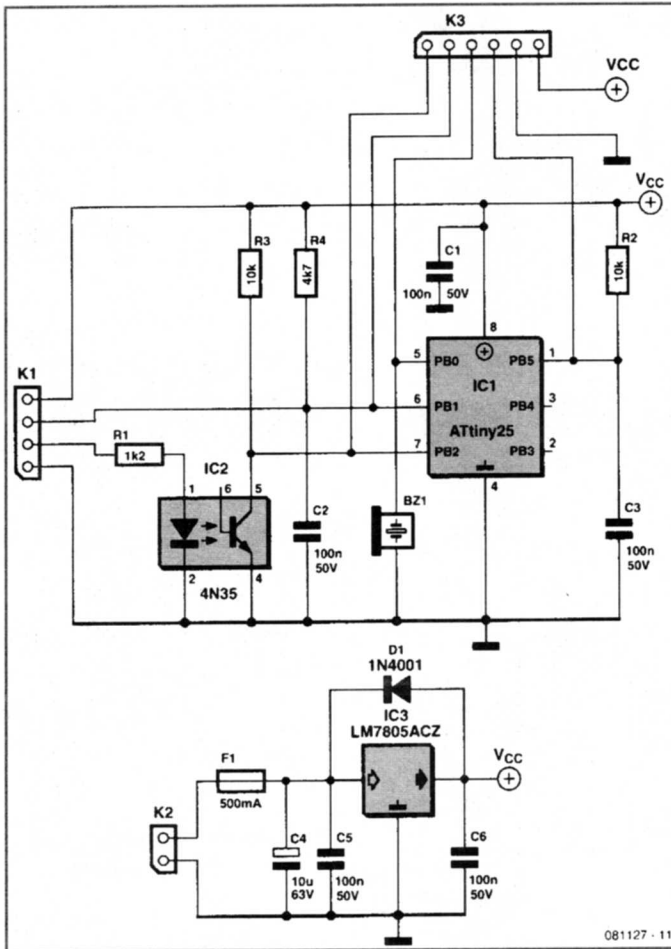 K3
VCC
VCC
R3
10k
R4
4k7
C1
100n 50V
R2
10k
8
5 PB0 PB5 1
IC1
6 PB1 PB4 3
ATtiny25
7 PB2 PB3 2
4
K1
R1
1k2
IC2
1 6 5
2 4
4N35
C2
100n
50V
BZ1
C3
100n
50V
D1
1N4001
IC3
LM7805ACZ
F1
500mA
VCC
K2
C4
10u
63V
C5
100n
50V
C6
100n
50V
081127 - 11